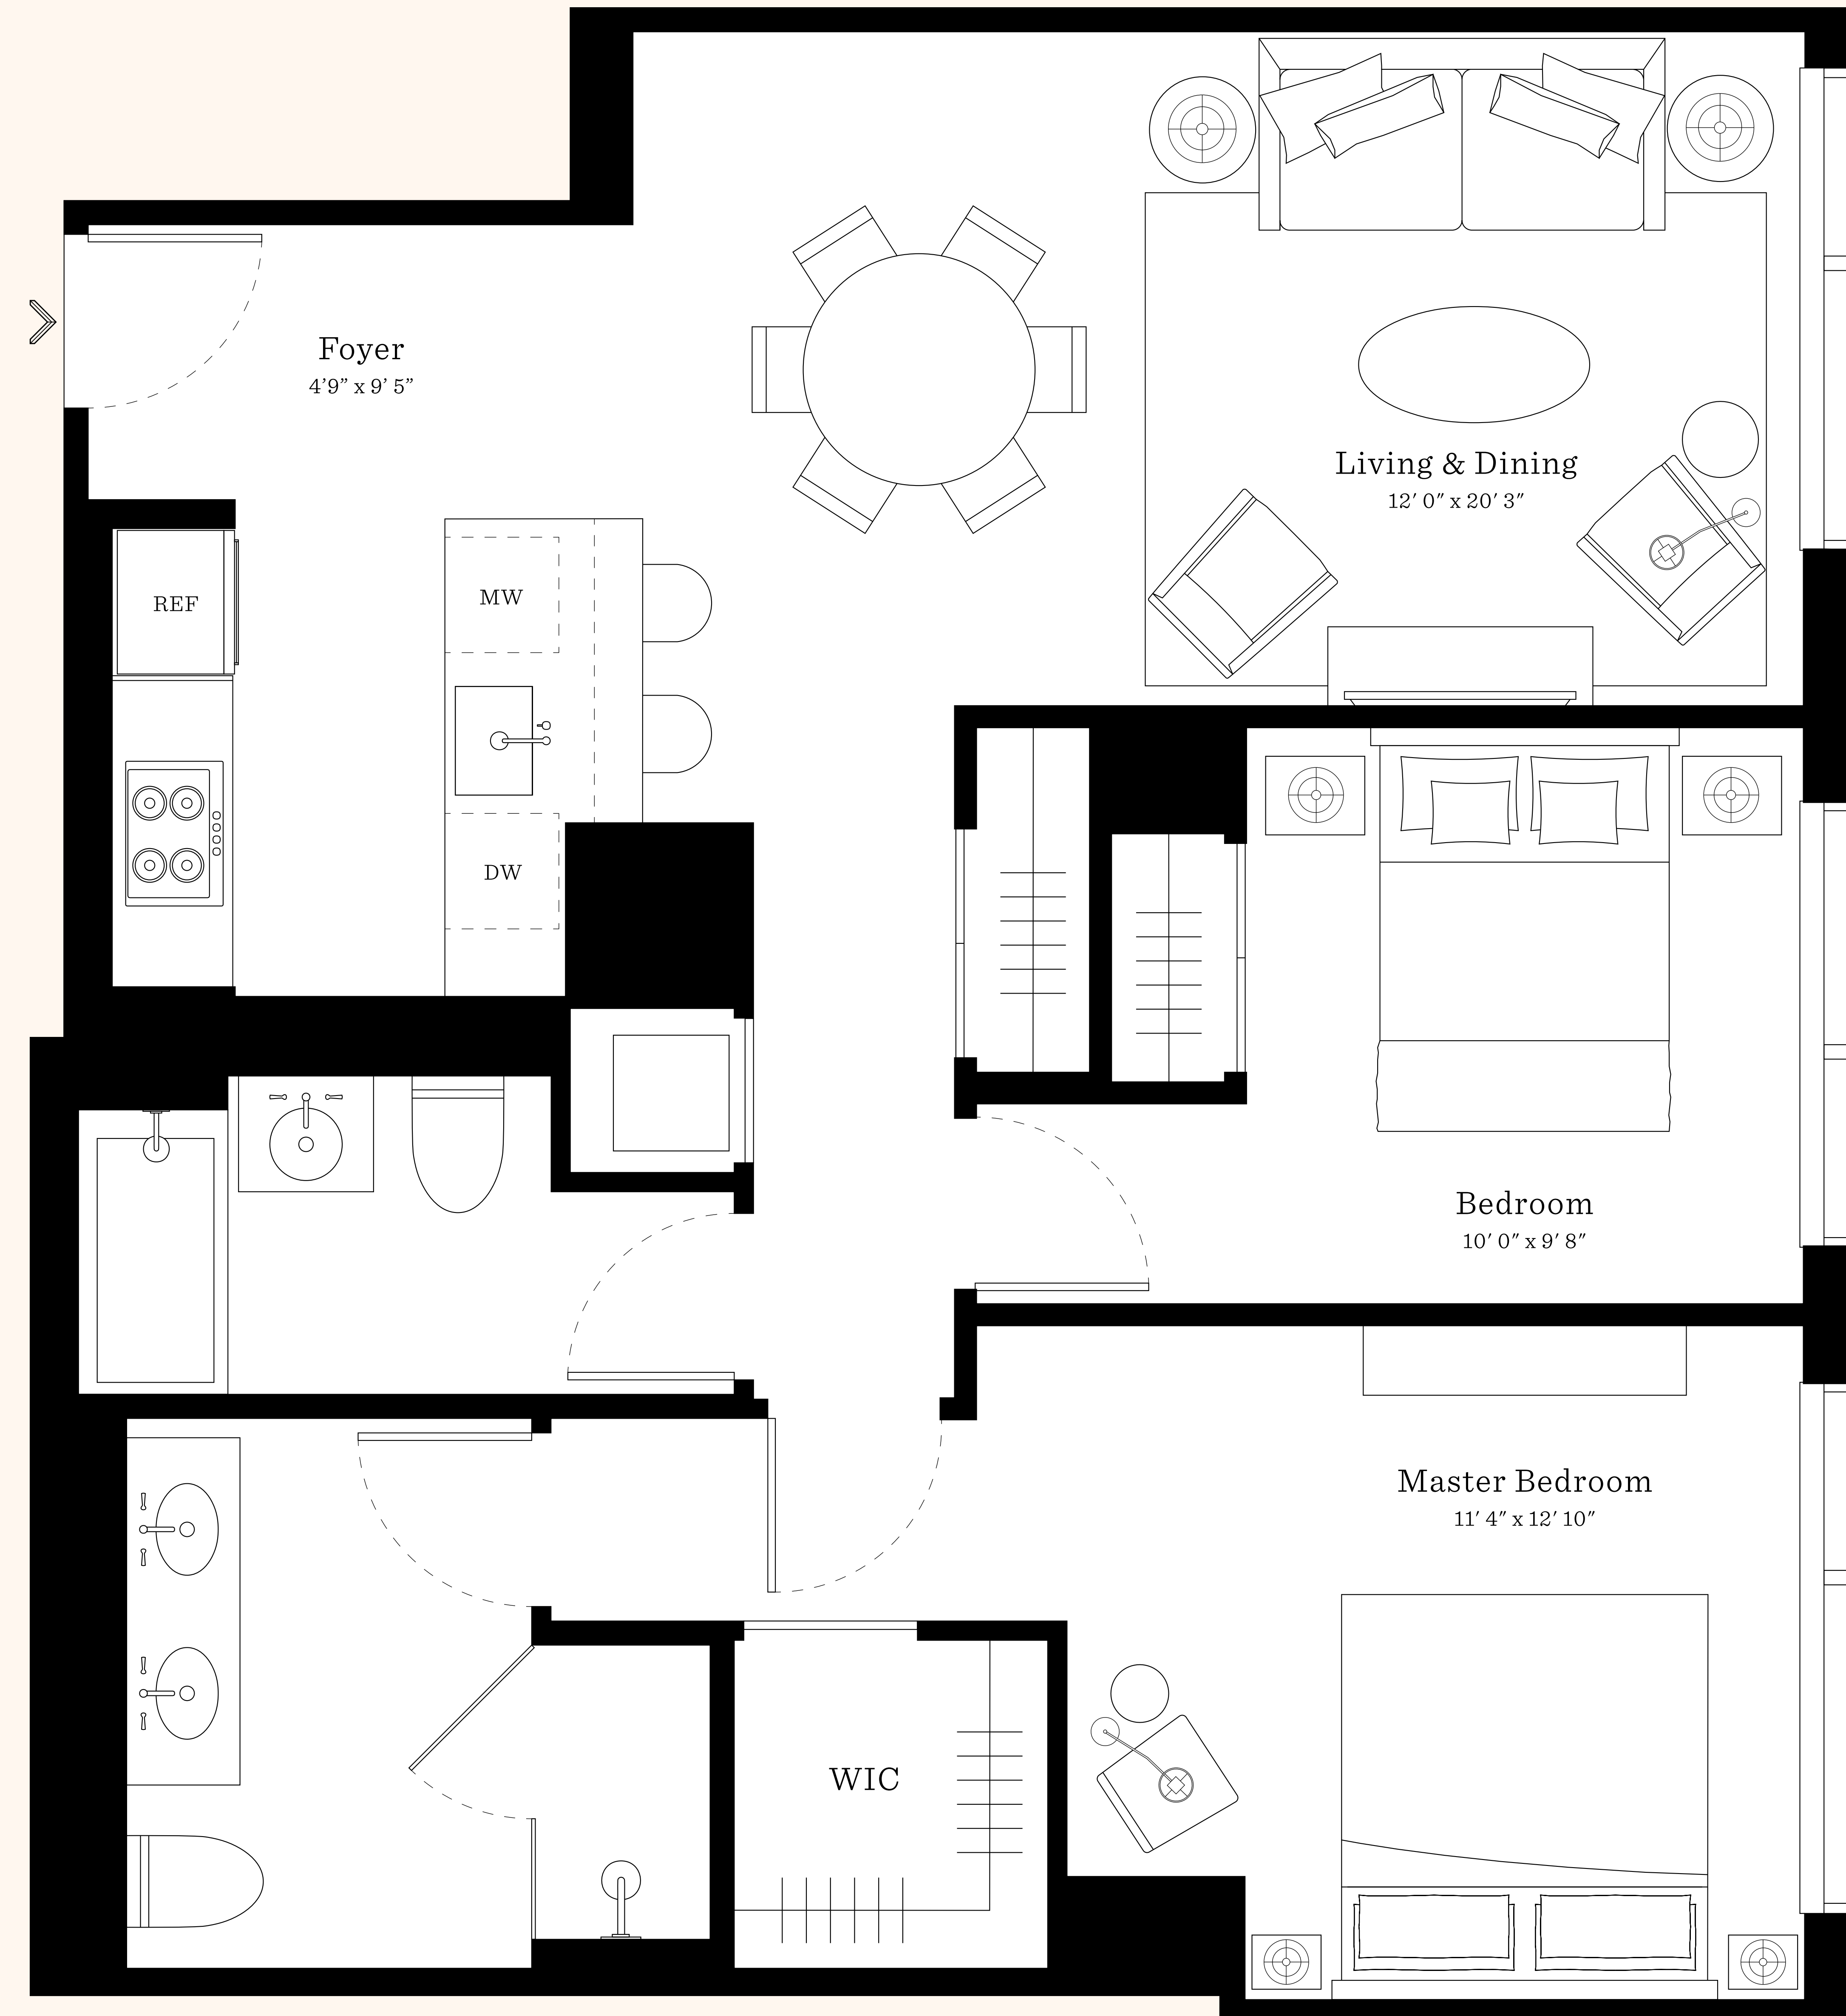 Foyer
4’9” x 9’ 5”
Living & Dining
12′ 0″ x 20′ 3″
REF
MW
DW
Bedroom
10′ 0″ x 9′ 8″
Master Bedroom
11′ 4″ x 12′ 10″
WIC